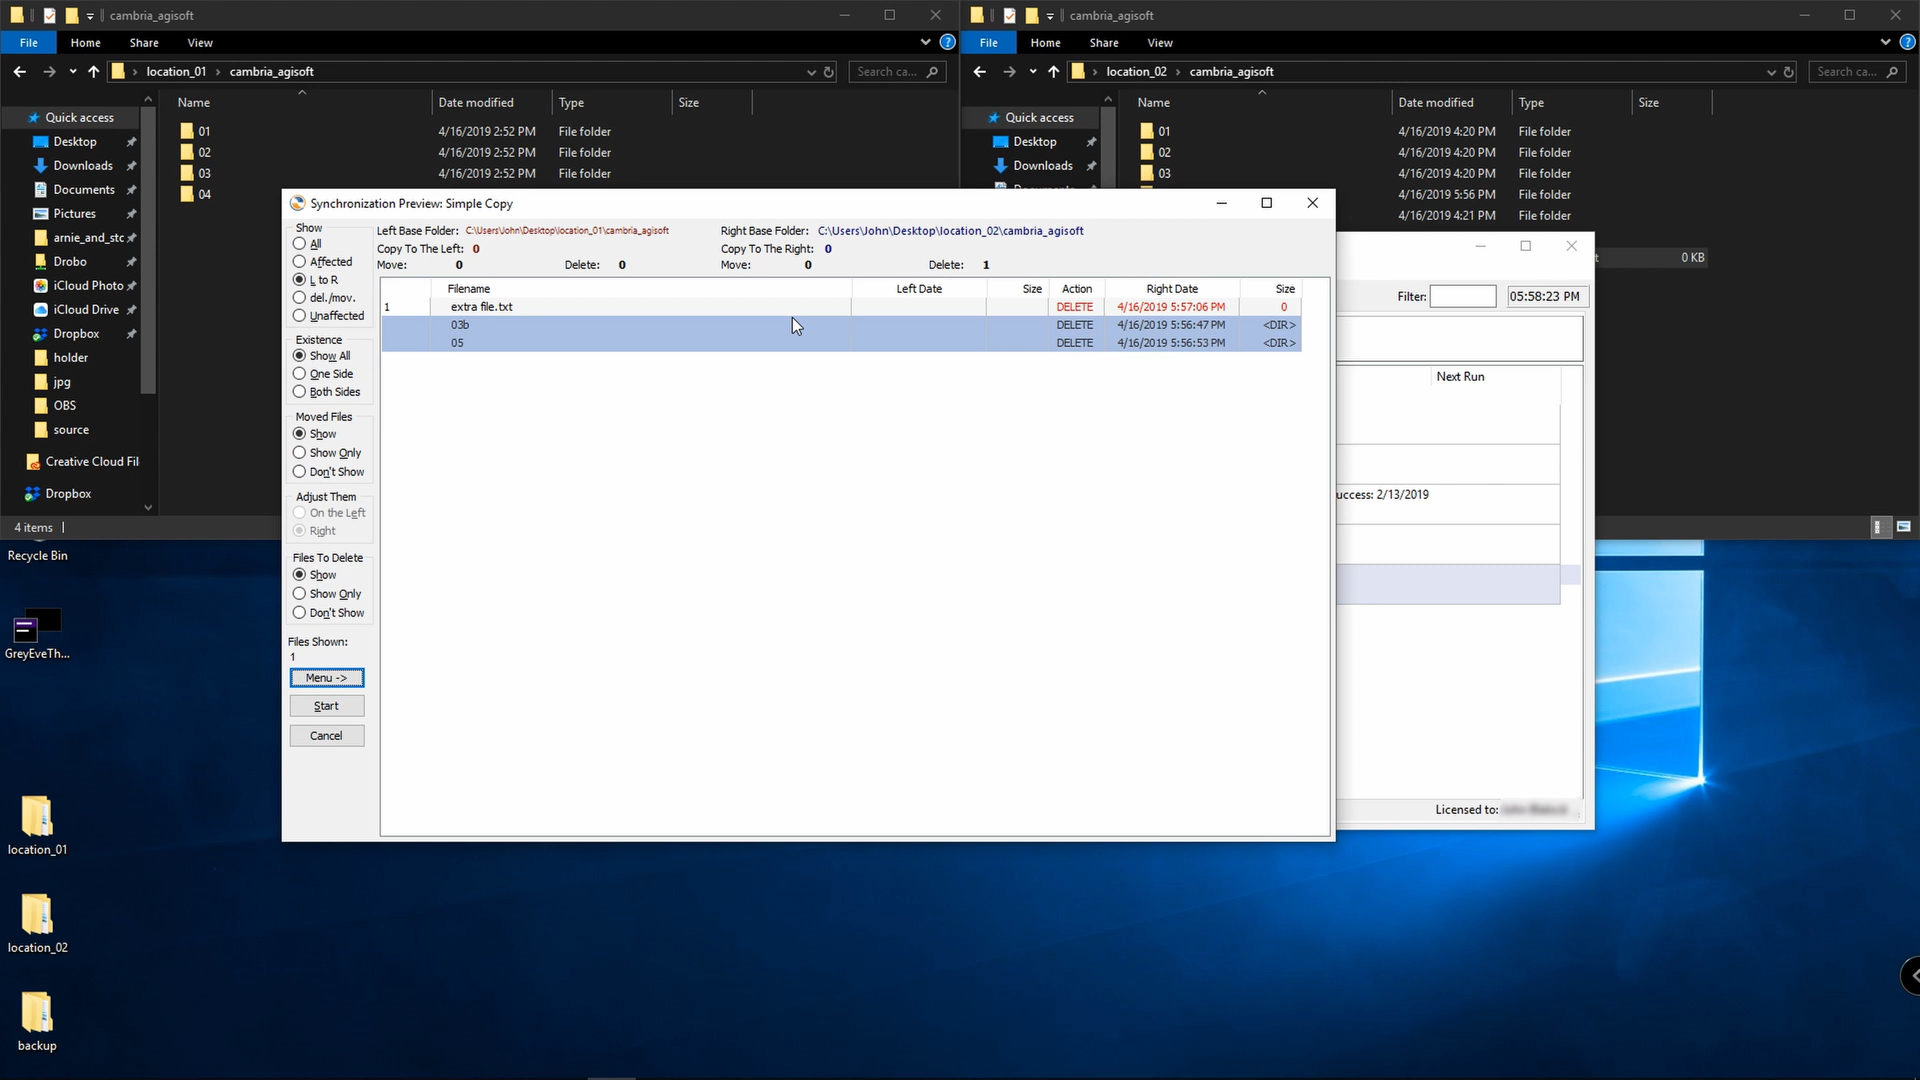 cambria_agisoft
File Home Share View
location_01 › cambria_agisoft
Search ca...
Name Date modified Type Size
Quick access
Desktop
Downloads
Documents
Pictures
arnie_and_stc
Drobo
iCloud Photo
iCloud Drive
Dropbox
holder
jpg
OBS
source
Creative Cloud Fil
Dropbox
01 4/16/2019 2:52 PM File folder
02 4/16/2019 2:52 PM File folder
03 4/16/2019 2:52 PM File folder
04
4 items
cambria_agisoft
File Home Share View
location_02 › cambria_agisoft
Search ca...
Name Date modified Type Size
Quick access
Desktop
Downloads
01 4/16/2019 4:20 PM File folder
02 4/16/2019 4:20 PM File folder
03 4/16/2019 4:20 PM File folder
4/16/2019 5:56 PM File folder
4/16/2019 4:21 PM File folder
0 KB
Synchronization Preview: Simple Copy
Show
All
Affected
L to R
del./mov.
Unaffected
Existence
Show All
One Side
Both Sides
Moved Files
Show
Show Only
Don't Show
Adjust Them
On the Left
Right
Files To Delete
Show
Show Only
Don't Show
Files Shown:
1
Menu ->
Start
Cancel
Left Base Folder: C:\Users\John\Desktop\location_01\cambria_agisoft
Copy To The Left: 0
Move: 0 Delete: 0
Right Base Folder: C:\Users\John\Desktop\location_02\cambria_agisoft
Copy To The Right: 0
Move: 0 Delete: 1
Filename Left Date Size Action Right Date Size
1 extra file.txt DELETE 4/16/2019 5:57:06 PM 0
03b DELETE 4/16/2019 5:56:47 PM <DIR>
05 DELETE 4/16/2019 5:56:53 PM <DIR>
Filter: 05:58:23 PM
Next Run
uccess: 2/13/2019
Licensed to:
Recycle Bin
GreyEveTh...
location_01
location_02
backup